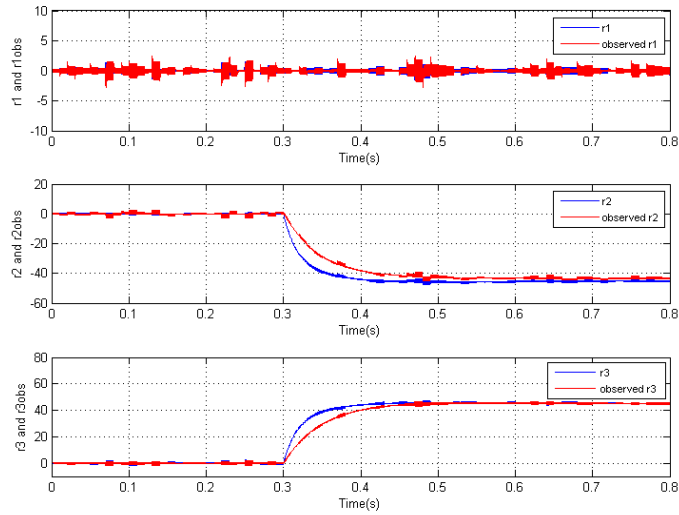 10
5
0
-5
-10
r1 and r1obs
r1
observed r1
0 0.1 0.2 0.3 0.4 0.5 0.6 0.7 0.8
Time(s)
20
0
-20
-40
-60
r2 and r2obs
r2
observed r2
0 0.1 0.2 0.3 0.4 0.5 0.6 0.7 0.8
Time(s)
80
60
40
20
0
r3 and r3obs
r3
observed r3
0 0.1 0.2 0.3 0.4 0.5 0.6 0.7 0.8
Time(s)